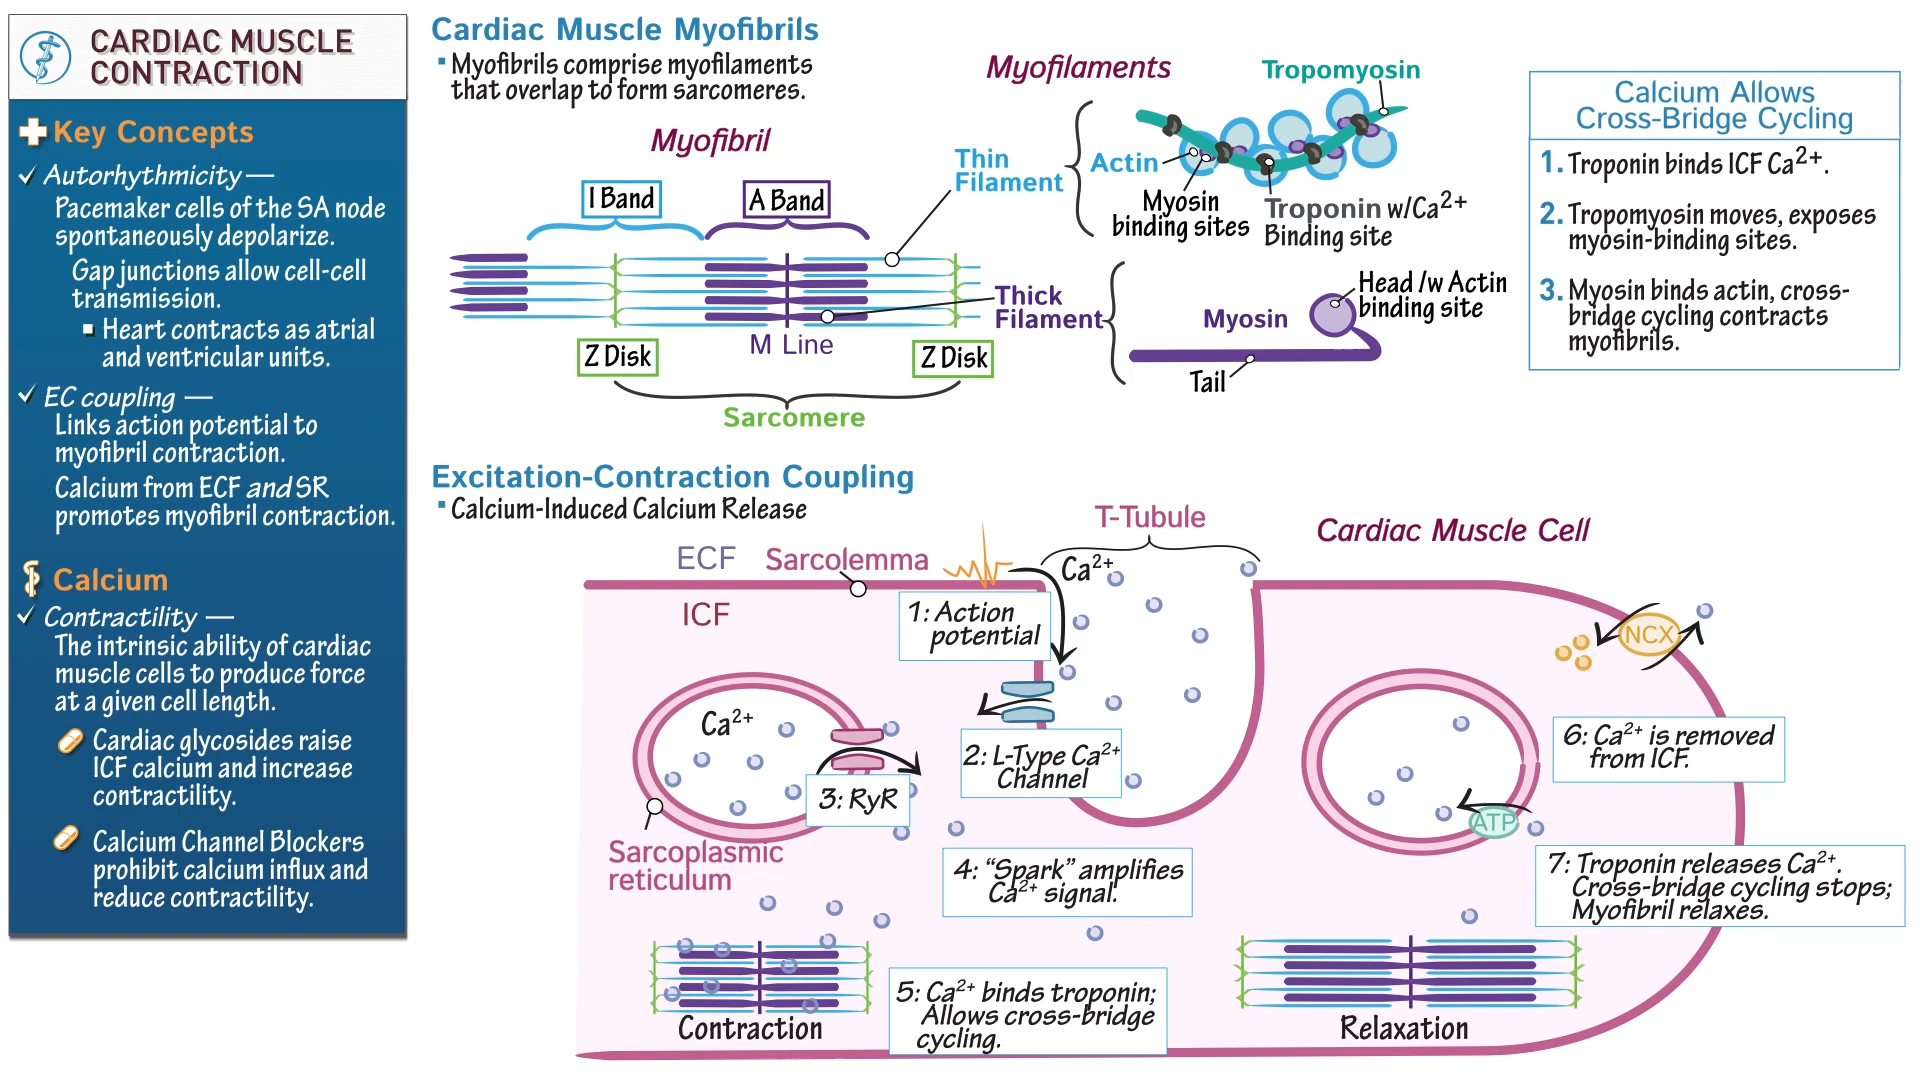 CARDIAC MUSCLE
CONTRACTION
Key Concepts
Autorhythmicity —
Pacemaker cells of the SA node
spontaneously depolarize.
Gap junctions allow cell-cell
transmission.
Heart contracts as atrial
and ventricular units.
EC coupling —
Links action potential to
myofibril contraction.
Calcium from ECF and SR
promotes myofibril contraction.
Calcium
Contractility —
The intrinsic ability of cardiac
muscle cells to produce force
at a given cell length.
Cardiac glycosides raise
ICF calcium and increase
contractility.
Calcium Channel Blockers
prohibit calcium influx and
reduce contractility.
Cardiac Muscle Myofibrils
Myofibrils comprise myofilaments
that overlap to form sarcomeres.
Myofibril
I Band
A Band
Z Disk
M Line
Z Disk
Sarcomere
Thin
Filament
Thick
Filament
Myofilaments
Tropomyosin
Actin
Myosin
binding sites
Troponin w/Ca²⁺
Binding site
Head /w Actin
binding site
Myosin
Tail
Calcium Allows
Cross-Bridge Cycling
1. Troponin binds ICF Ca²⁺.
2. Tropomyosin moves, exposes
myosin-binding sites.
3. Myosin binds actin, cross-
bridge cycling contracts
myofibrils.
Excitation-Contraction Coupling
Calcium-Induced Calcium Release
Cardiac Muscle Cell
T-Tubule
ECF
Sarcolemma
Ca²⁺
ICF
1: Action
potential
2: L-Type Ca²⁺
Channel
Ca²⁺
3: RyR
Sarcoplasmic
reticulum
4: “Spark” amplifies
Ca²⁺ signal.
5: Ca²⁺ binds troponin;
Allows cross-bridge
cycling.
Contraction
NCX
6: Ca²⁺ is removed
from ICF.
ATP
7: Troponin releases Ca²⁺.
Cross-bridge cycling stops;
Myofibril relaxes.
Relaxation